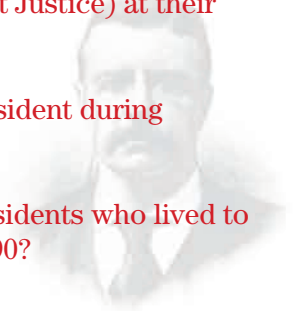 t Justice) at their
sident during
sidents who lived to
00?